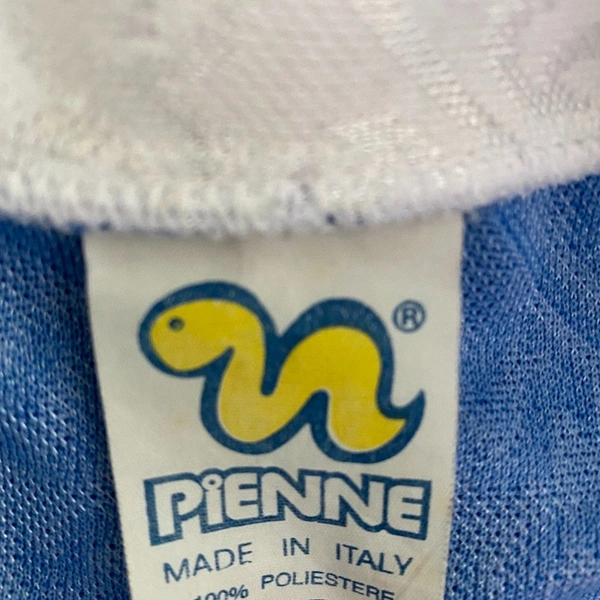 ®
PiENNE
MADE IN ITALY
100% POLIESTERE